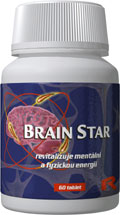 BRAIN STAR
revitalizuje mentální
a fyzickou energii
60 tablet